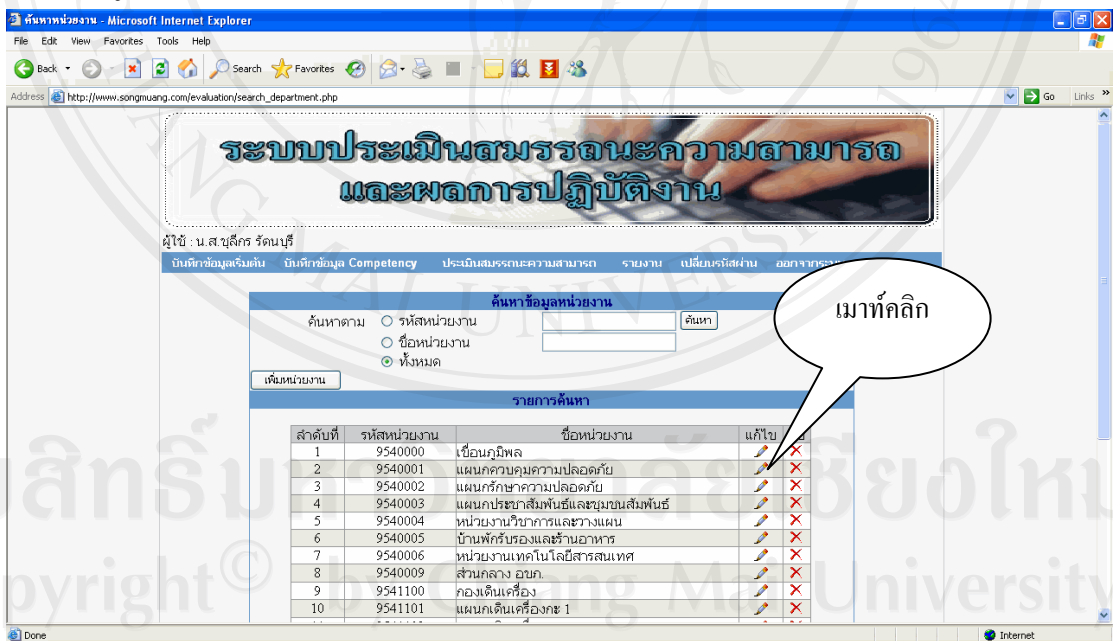 ค้นหาหน่วยงาน - Microsoft Internet Explorer
File Edit View Favorites Tools Help
Back Search Favorites
Address http://www.songmuang.com/evaluation/search_department.php Go Links »
ระบบประเมินสมรรถนะความสามารถ
และผลการปฏิบัติงาน
ผู้ใช้ : น.ส.ชุลีกร รัดนบุรี
บันทึกข้อมูลเริ่มต้น บันทึกข้อมูล Competency ประเมินสมรรถนะความสามารถ รายงาน เปลี่ยนรหัสผ่าน ออกจากระบบ
ค้นหาข้อมูลหน่วยงาน
เมาท์คลิก
ค้นหาตาม รหัสหน่วยงาน ค้นหา
ชื่อหน่วยงาน
ทั้งหมด
เพิ่มหน่วยงาน
รายการค้นหา
ลำดับที่ รหัสหน่วยงาน ชื่อหน่วยงาน แก้ไข
1 9540000 เขื่อนภูมิพล
2 9540001 แผนกควบคุมความปลอดภัย
3 9540002 แผนกรักษาความปลอดภัย
4 9540003 แผนกประชาสัมพันธ์และชุมชนสัมพันธ์
5 9540004 หน่วยงานวิชาการและวางแผน
6 9540005 บ้านพักรับรองและร้านอาหาร
7 9540006 หน่วยงานเทคโนโลยีสารสนเทศ
8 9540009 ส่วนกลาง อขภ.
9 9541100 กองเดินเครื่อง
10 9541101 แผนกเดินเครื่องกะ 1
Done Internet